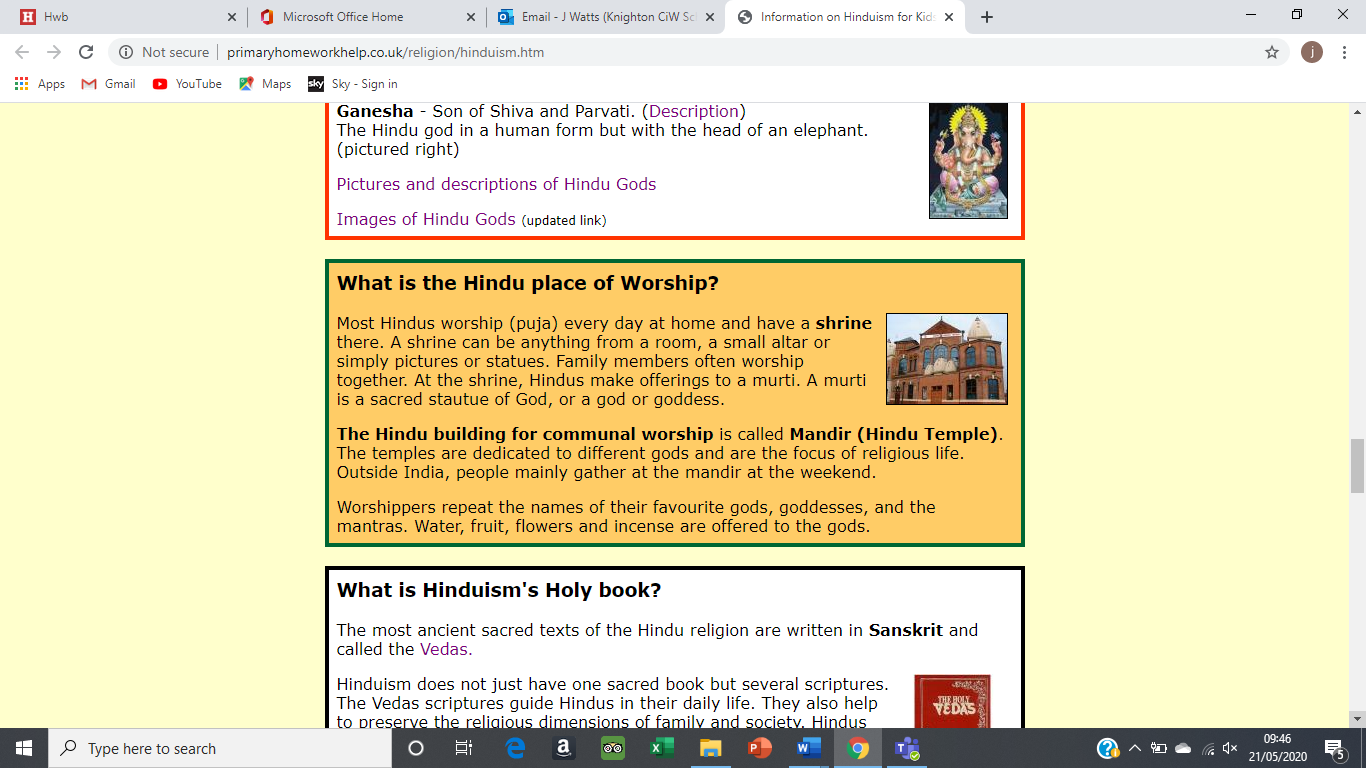 Hwb
Microsoft Office Home
Email - J Watts (Knighton CiW Sc
Information on Hinduism for Kids
Not secure
primaryhomeworkhelp.co.uk/religion/hinduism.htm
j
Apps
Gmail
YouTube
Maps
sky
Sky - Sign in
Ganesha - Son of Shiva and Parvati. (Description)
The Hindu god in a human form but with the head of an elephant.
(pictured right)
Pictures and descriptions of Hindu Gods
Images of Hindu Gods (updated link)
What is the Hindu place of Worship?
Most Hindus worship (puja) every day at home and have a shrine
there. A shrine can be anything from a room, a small altar or
simply pictures or statues. Family members often worship
together. At the shrine, Hindus make offerings to a murti. A murti
is a sacred stautue of God, or a god or goddess.
The Hindu building for communal worship is called Mandir (Hindu Temple).
The temples are dedicated to different gods and are the focus of religious life.
Outside India, people mainly gather at the mandir at the weekend.
Worshippers repeat the names of their favourite gods, goddesses, and the
mantras. Water, fruit, flowers and incense are offered to the gods.
What is Hinduism's Holy book?
The most ancient sacred texts of the Hindu religion are written in Sanskrit and
called the Vedas.
Hinduism does not just have one sacred book but several scriptures.
The Vedas scriptures guide Hindus in their daily life. They also help
to preserve the religious dimensions of family and society. Hindus
THE HOLY
VEDAS
Type here to search
09:46
21/05/2020
5